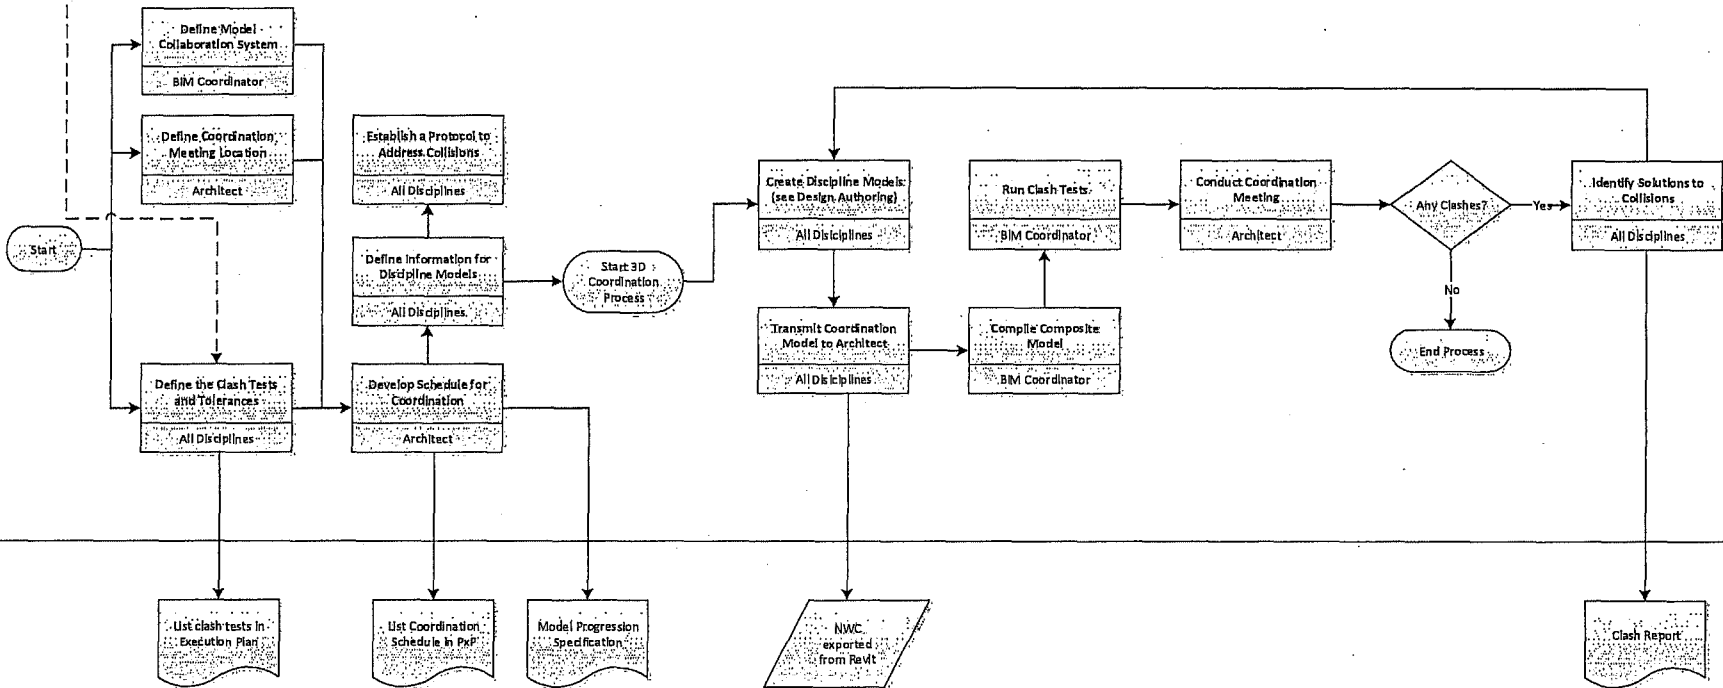 Define Model
Collaboration System
BIM Coordinator
Define Coordination
Meeting Location
Architect
Start
Define the Clash Tests
and Tolerances
All Disciplines
Establish a Protocol to
Address Collisions
All Disciplines
Define Information for
Discipline Models
All Disciplines
Develop Schedule for
Coordination
Architect
Start 3D
Coordination
Process
Create Discipline Models
(see Design Authoring)
All Disiciplines
Transmit Coordination
Model to Architect
All Disiciplines
Run Clash Tests
BIM Coordinator
Compile Composite
Model
BIM Coordinator
Conduct Coordination
Meeting
Architect
Any Clashes?
Yes
No
End Process
Identify Solutions to
Collisions
All Disciplines
List clash tests in
Execution Plan
List Coordination
Schedule in PxP
Model Progression
Specification
NWC
exported
from Revit
Clash Report